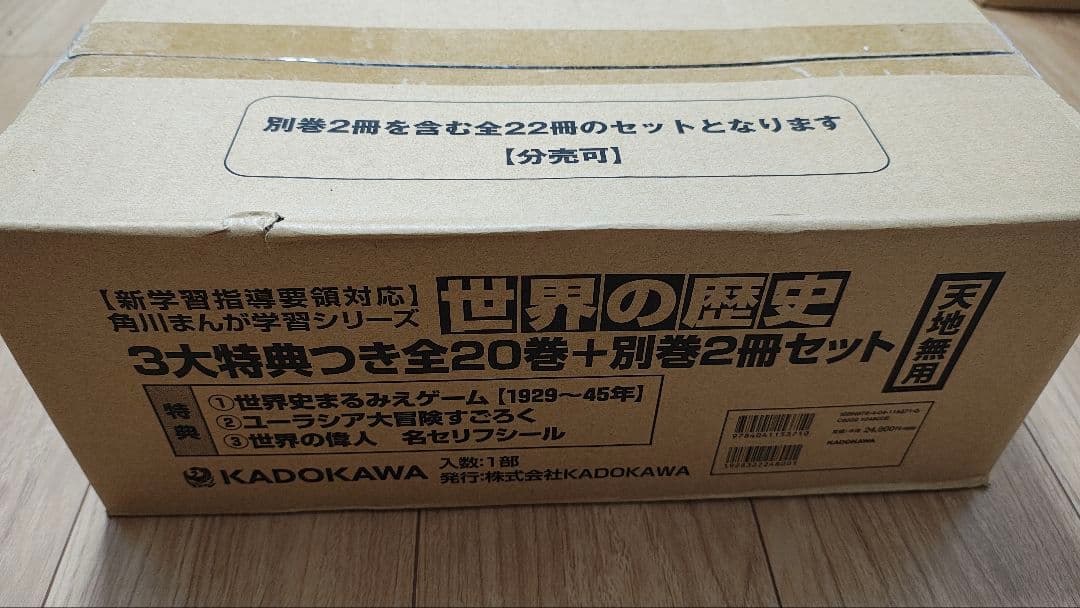 別巻2冊を含む全22冊のセットとなります
【分売可】
【新学習指導要領対応】
角川まんが学習シリーズ
世界の歴史
3大特典つき全20巻+別巻2冊セット
天地無用
特典
①世界史まるみえゲーム【1929～45年】
②ユーラシア大冒険すごろく
③世界の偉人 名セリフシール
KADOKAWA
入数:1部
発行:株式会社KADOKAWA
KADOKAWA